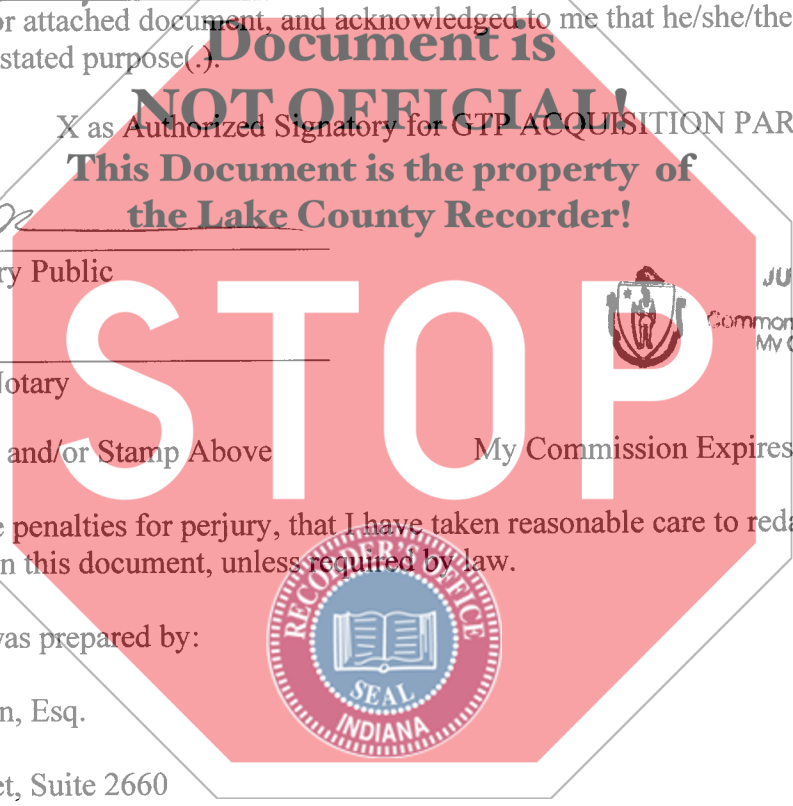 or attached document, and acknowledged to me that he/she/the
stated purpose(.).
Document is
NOT OFFICIAL!
X as Authorized Signatory for GTP ACQUISITION PAR
This Document is the property of
the Lake County Recorder!
ry Public
JU
Common
My C
STOP
Notary
and/or Stamp Above
My Commission Expires
e penalties for perjury, that I have taken reasonable care to reda
n this document, unless required by law.
RECORDER'S OFFICE
SEAL
INDIANA
was prepared by:
n, Esq.
et, Suite 2660